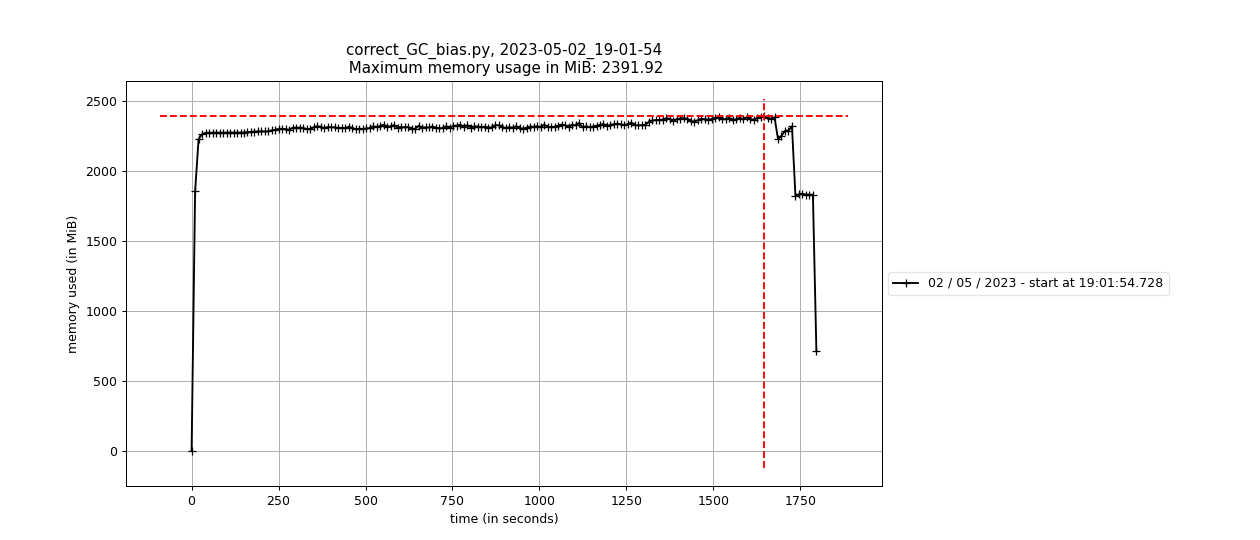 correct_GC_bias.py, 2023-05-02_19-01-54
Maximum memory usage in MiB: 2391.92
2500
2000
1500
1000
500
0
memory used (in MiB)
0 250 500 750 1000 1250 1500 1750
time (in seconds)
02 / 05 / 2023 - start at 19:01:54.728